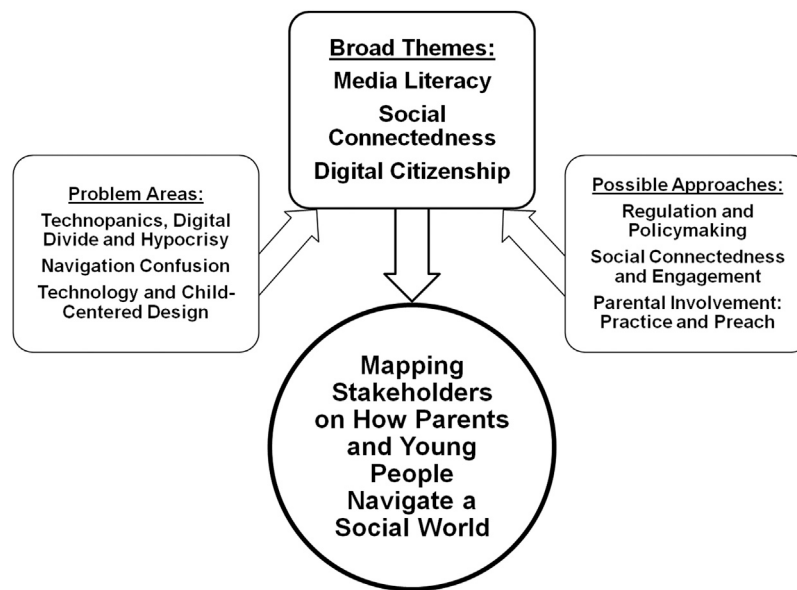 Broad Themes:
Media Literacy
Social
Connectedness
Digital Citizenship
Problem Areas:
Technopanics, Digital
Divide and Hypocrisy
Navigation Confusion
Technology and Child-
Centered Design
Possible Approaches:
Regulation and
Policymaking
Social Connectedness
and Engagement
Parental Involvement:
Practice and Preach
Mapping
Stakeholders
on How Parents
and Young
People
Navigate a
Social World